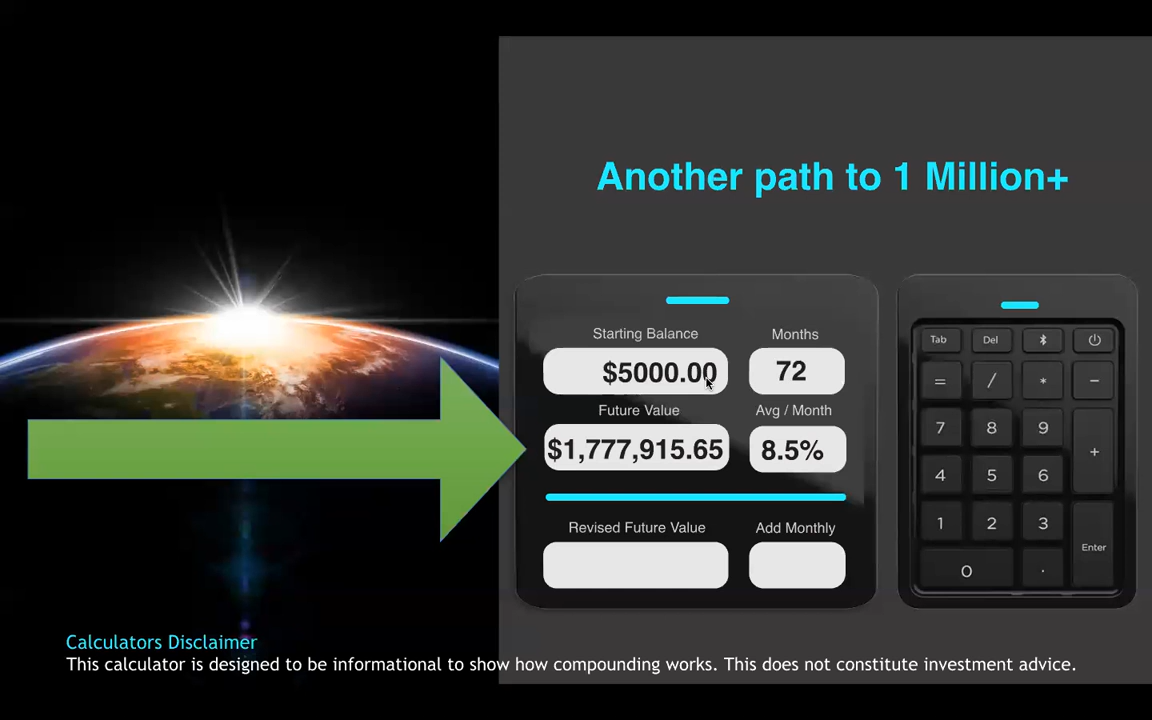 Another path to 1 Million+
Starting Balance
Months
$5000.00
72
Future Value
Avg / Month
$1,777,915.65
8.5%
Revised Future Value
Add Monthly
Tab
Del
= / * −
7 8 9
+
4 5 6
1 2 3
Enter
0 .
Calculators Disclaimer
This calculator is designed to be informational to show how compounding works. This does not constitute investment advice.